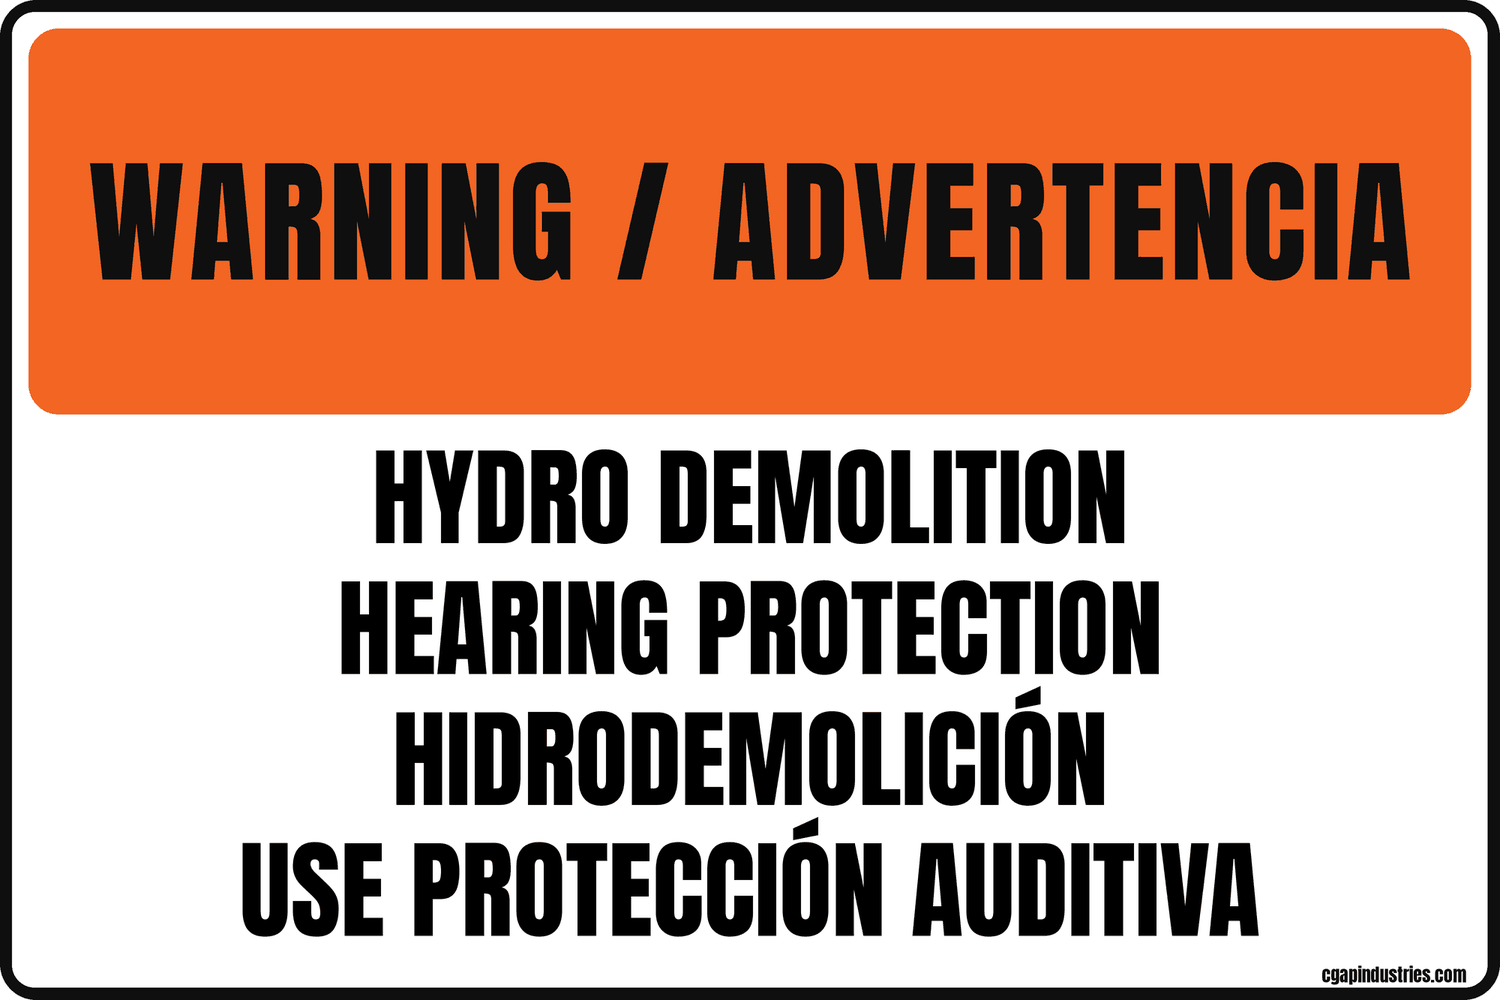 WARNING / ADVERTENCIA
HYDRO DEMOLITION
HEARING PROTECTION
HIDRODEMOLICIÓN
USE PROTECCIÓN AUDITIVA
cgapindustries.com